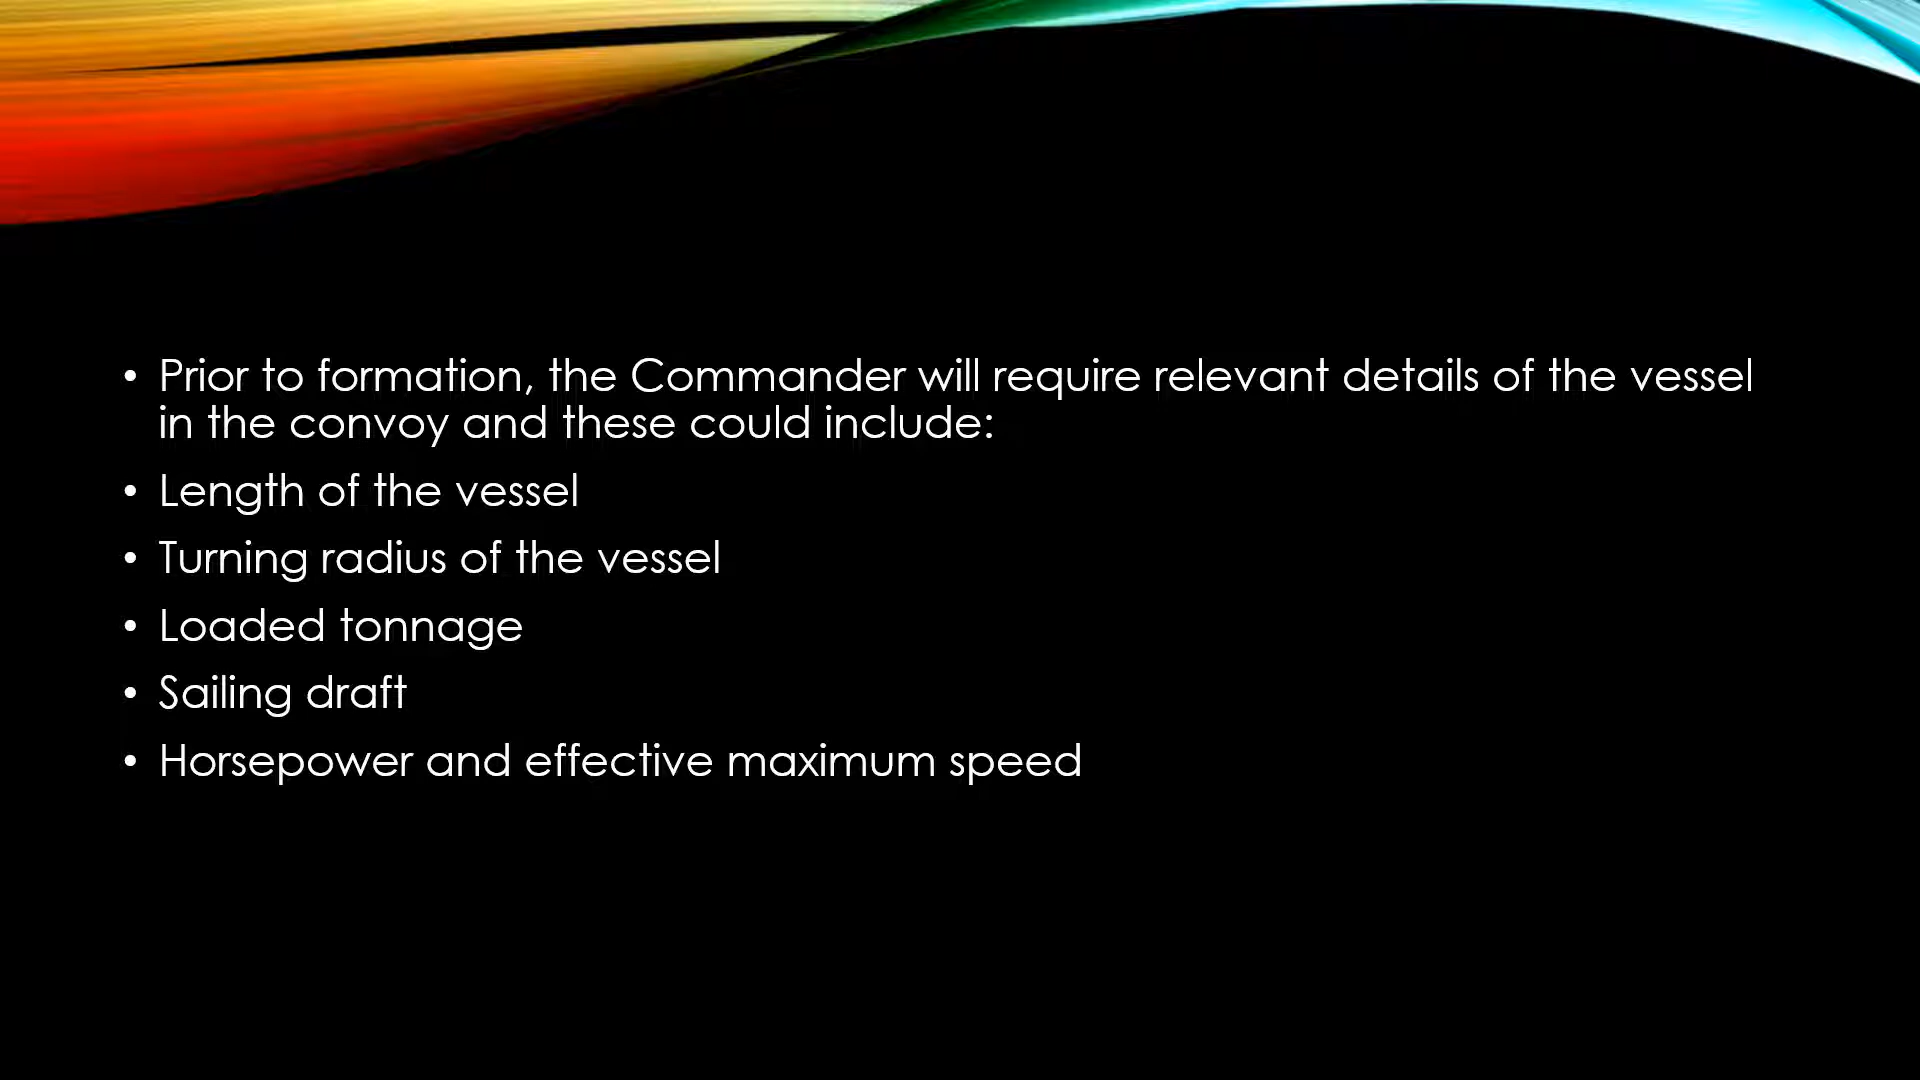 • Prior to formation, the Commander will require relevant details of the vessel
in the convoy and these could include:
• Length of the vessel
• Turning radius of the vessel
• Loaded tonnage
• Sailing draft
• Horsepower and effective maximum speed